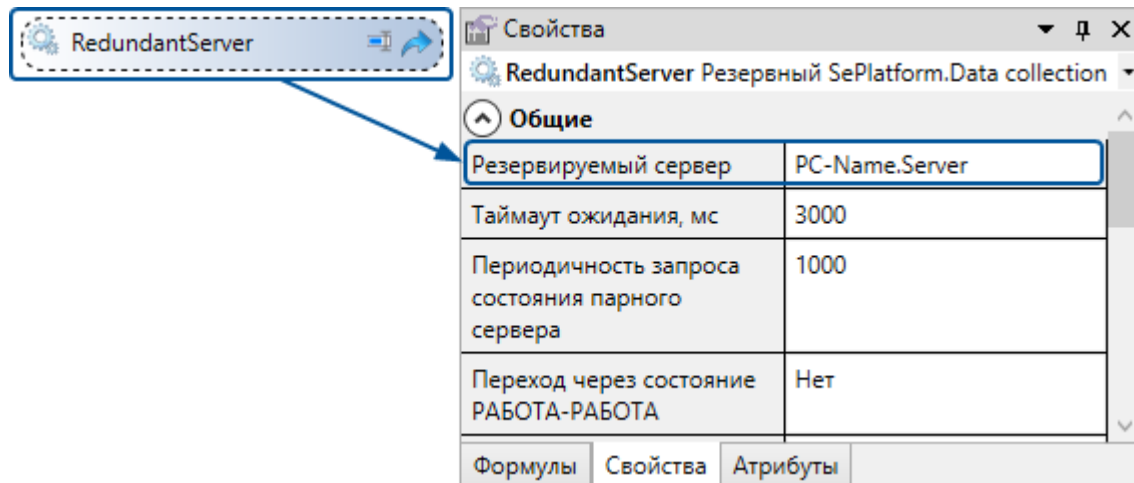 RedundantServer
Свойства
RedundantServer Резервный SePlatform.Data collection
Общие
Резервируемый сервер PC-Name.Server
Таймаут ожидания, мс 3000
Периодичность запроса 1000
состояния парного
сервера
Переход через состояние Нет
РАБОТА-РАБОТА
Формулы Свойства Атрибуты